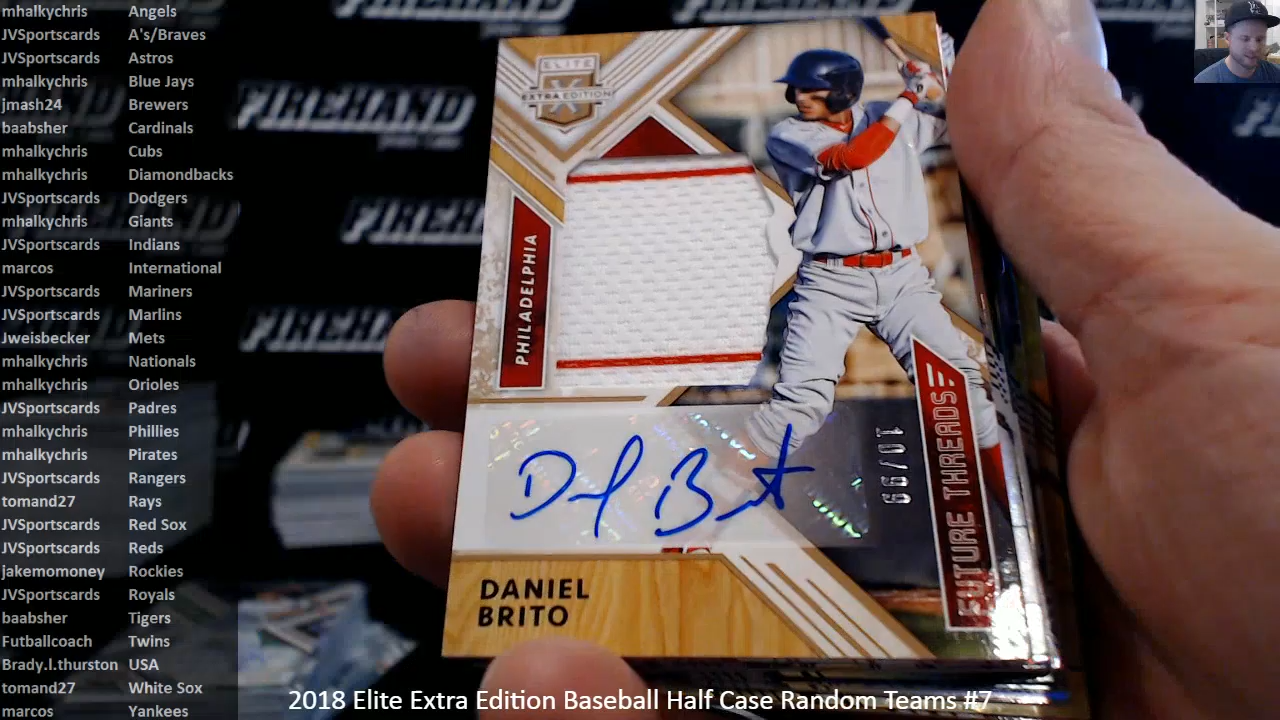 mhalkychris Angels
JVSportscards A's/Braves
JVSportscards Astros
mhalkychris Blue Jays
jmash24 Brewers
baabsher Cardinals
mhalkychris Cubs
mhalkychris Diamondbacks
JVSportscards Dodgers
mhalkychris Giants
JVSportscards Indians
marcos International
JVSportscards Mariners
JVSportscards Marlins
Jweisbecker Mets
mhalkychris Nationals
mhalkychris Orioles
JVSportscards Padres
mhalkychris Phillies
mhalkychris Pirates
JVSportscards Rangers
tomand27 Rays
JVSportscards Red Sox
JVSportscards Reds
jakemomoney Rockies
JVSportscards Royals
baabsher Tigers
Futballcoach Twins
Brady.l.thurston USA
tomand27 White Sox
marcos Yankees
FIREHAND
FIREHAND
FIREHAND
FIREHAND
ELITE
EXTRA EDITION
PHILADELPHIA
10/99
FUTURE THREADS
DANIEL
BRITO
2018 Elite Extra Edition Baseball Half Case Random Teams #7